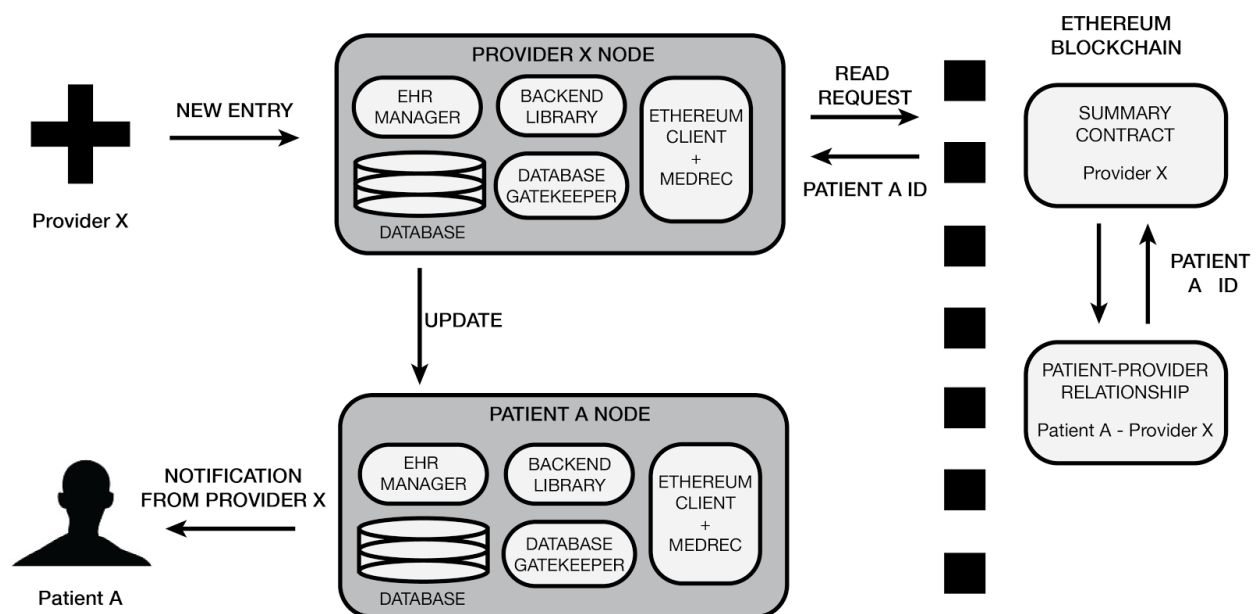 ETHEREUM
BLOCKCHAIN
PROVIDER X NODE
EHR
MANAGER
BACKEND
LIBRARY
ETHEREUM
CLIENT
+
MEDREC
DATABASE
GATEKEEPER
DATABASE
NEW ENTRY
Provider X
READ
REQUEST
PATIENT A ID
SUMMARY
CONTRACT
Provider X
PATIENT
A ID
PATIENT-PROVIDER
RELATIONSHIP
Patient A - Provider X
UPDATE
PATIENT A NODE
EHR
MANAGER
BACKEND
LIBRARY
ETHEREUM
CLIENT
+
MEDREC
DATABASE
GATEKEEPER
DATABASE
NOTIFICATION
FROM PROVIDER X
Patient A